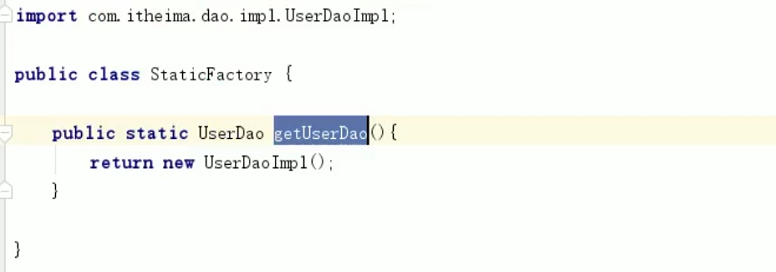 import com.itheima.dao.impl.UserDaoImpl;
public class StaticFactory {
public static UserDao getUserDao(){
return new UserDaoImpl();
}
}